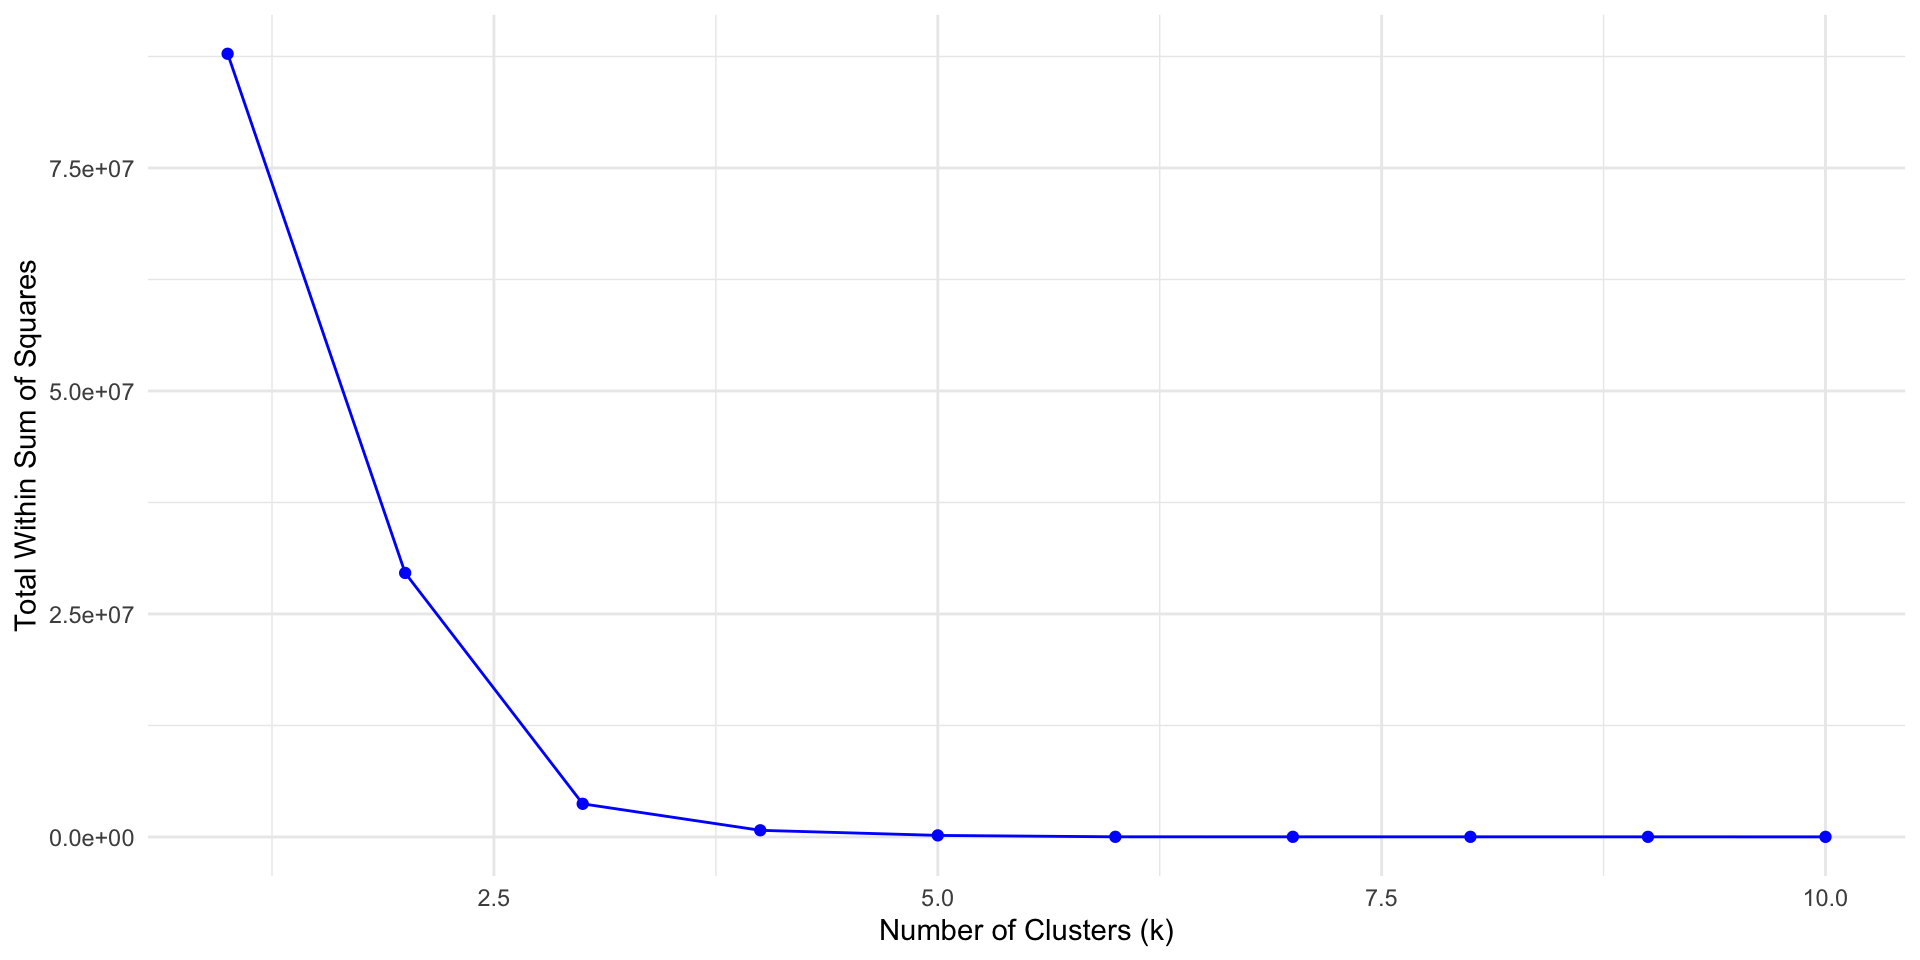 Total Within Sum of Squares
7.5e+07
5.0e+07
2.5e+07
0.0e+00
2.5
5.0
7.5
10.0
Number of Clusters (k)